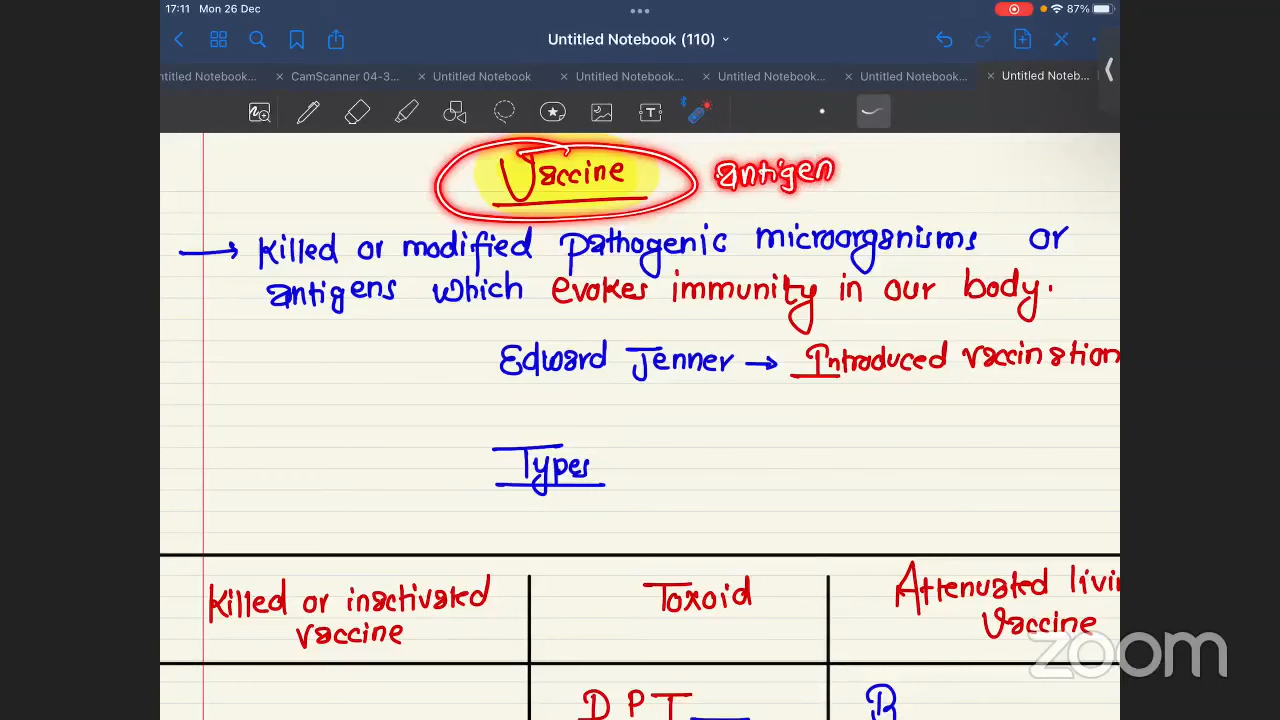 17:11 Mon 26 Dec
87%
Untitled Notebook (110)
ntitled Notebook...
CamScanner 04-3...
Untitled Notebook
Untitled Notebook...
Untitled Notebook...
Untitled Notebook...
Untitled Noteb...
Vaccine antigen
→ Killed or modified pathogenic microorganisms or
antigens which evokes immunity in our body.
Edward Jenner → Introduced vaccination
Types
Killed or inactivated
vaccine
Toxoid
Attenuated livi
Vaccine
zoom
D P T
B